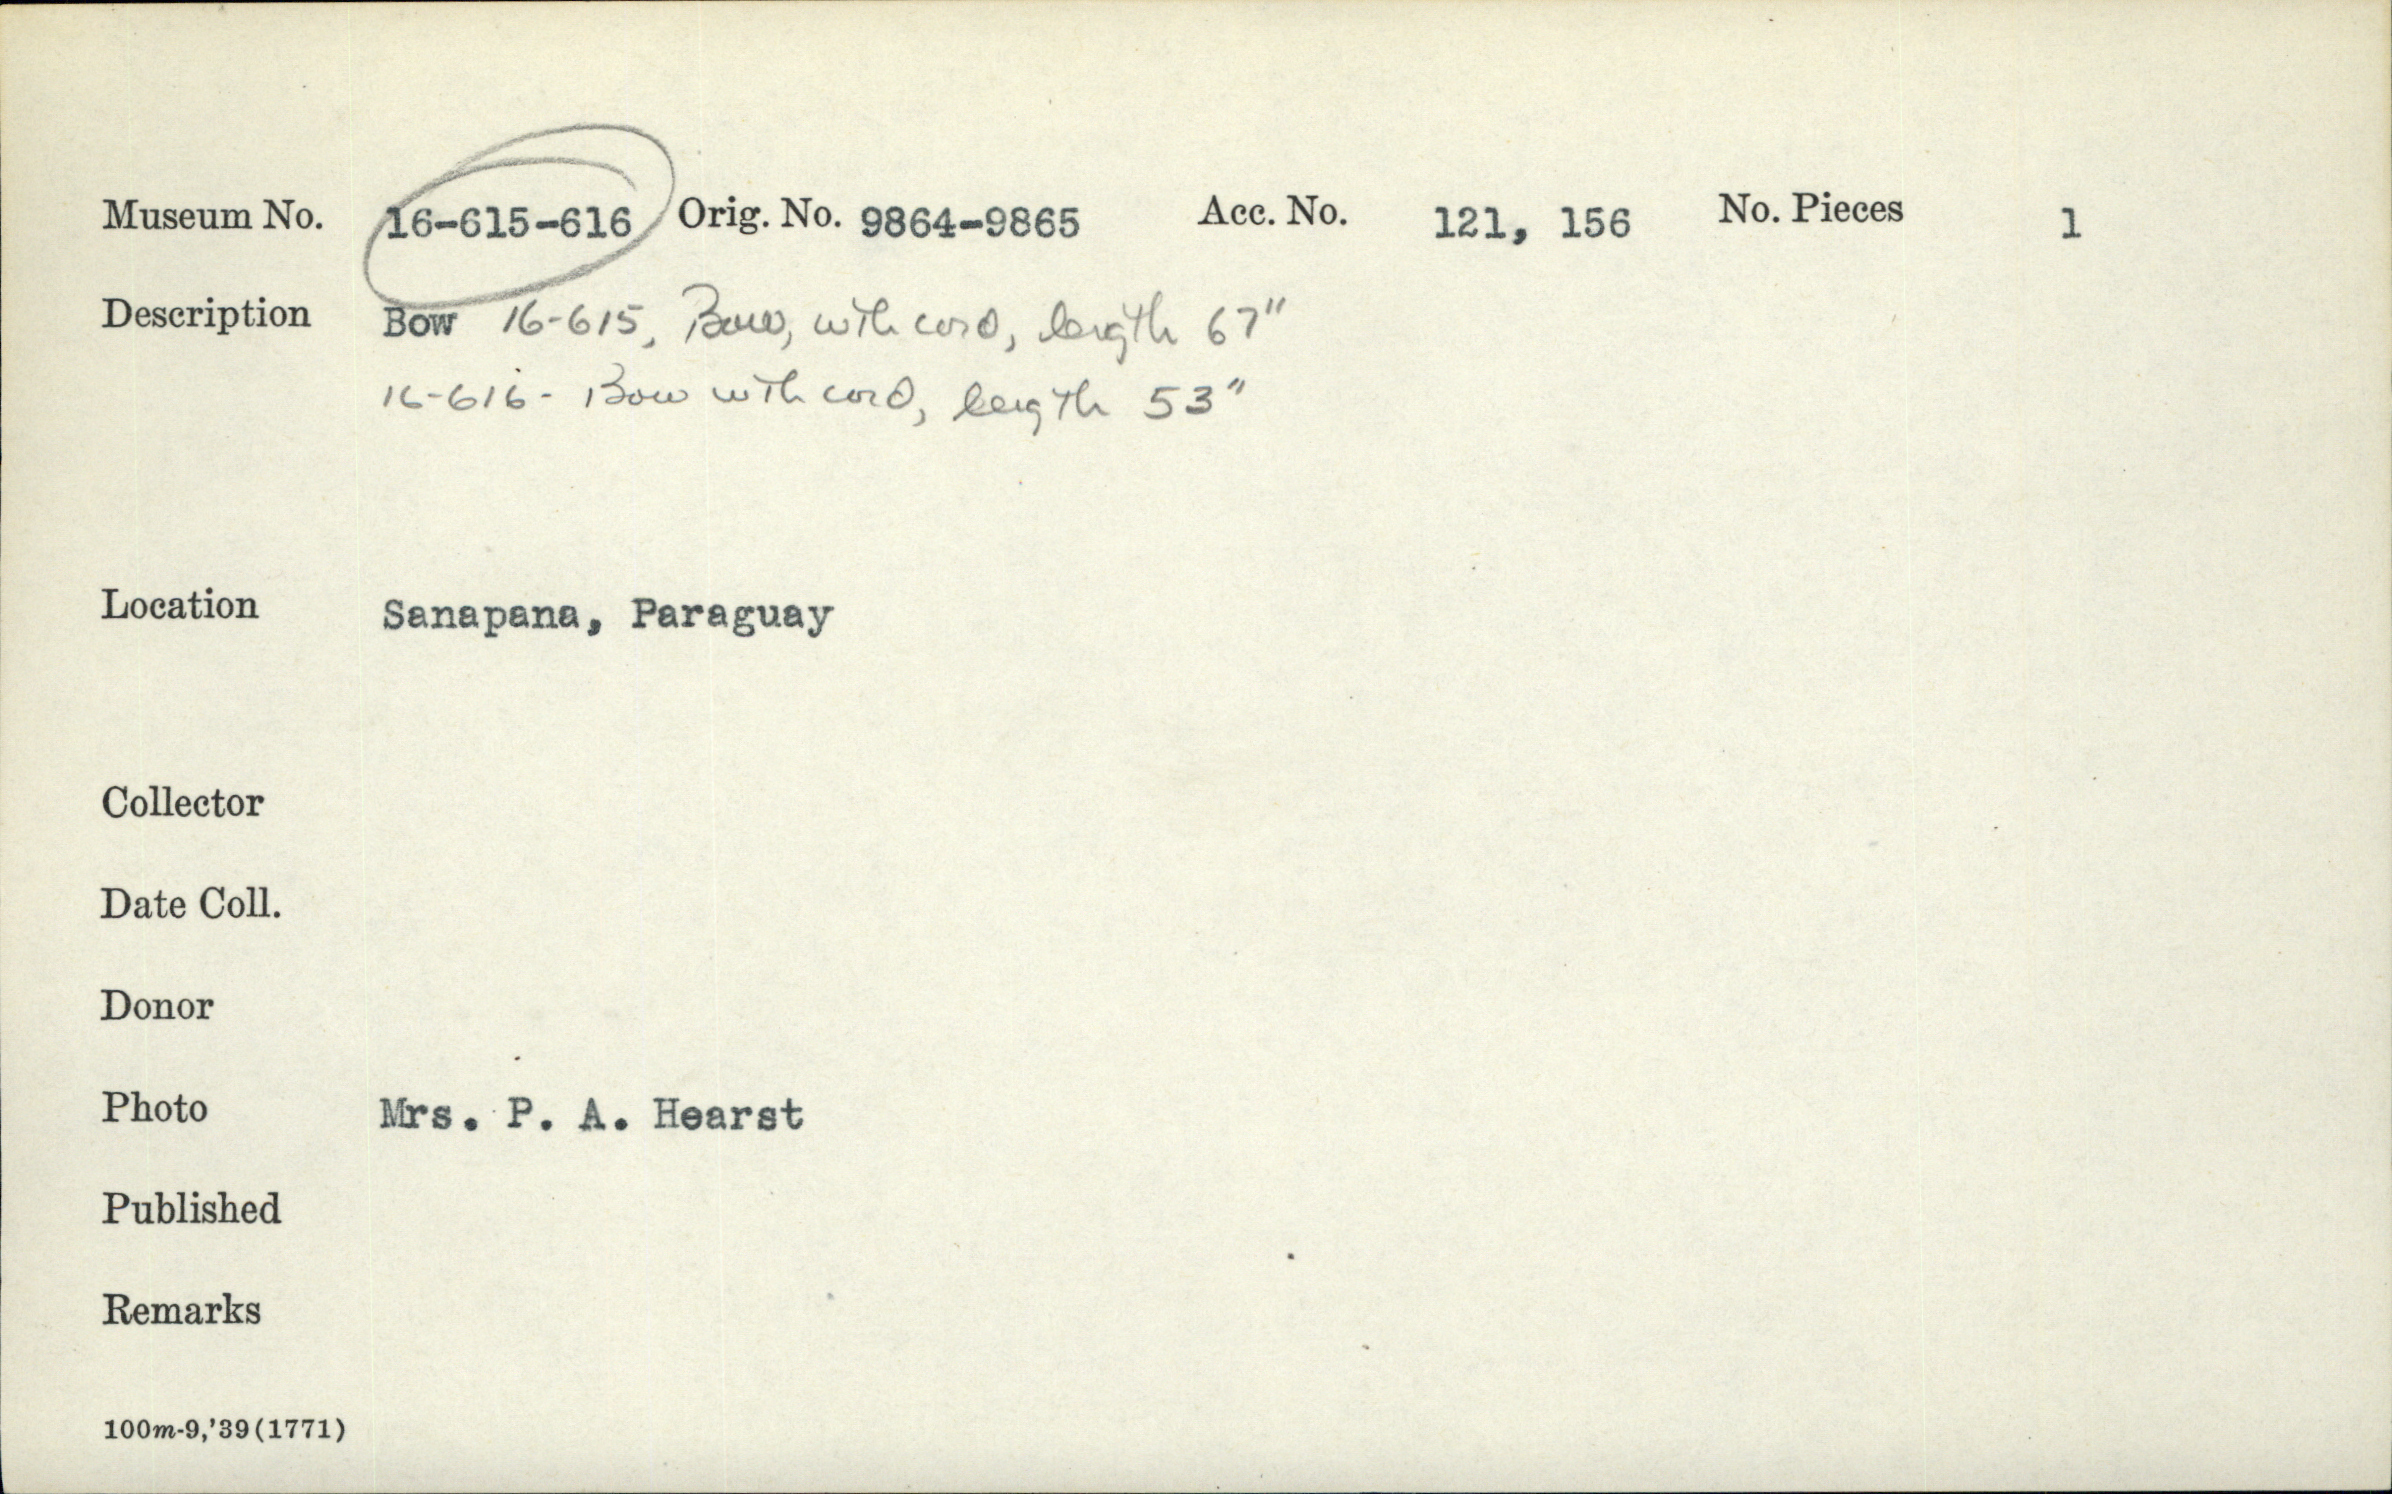 Museum No. 16-615-616 Orig. No. 9864-9865 Acc. No. 121, 156 No. Pieces 1
Description Bow 16-615, Bow, with cord, length 67"
16-616- Bow with cord, length 53"
Location Sanapana, Paraguay
Collector
Date Coll.
Donor
Photo Mrs. P. A. Hearst
Published
Remarks
100m-9,'39(1771)